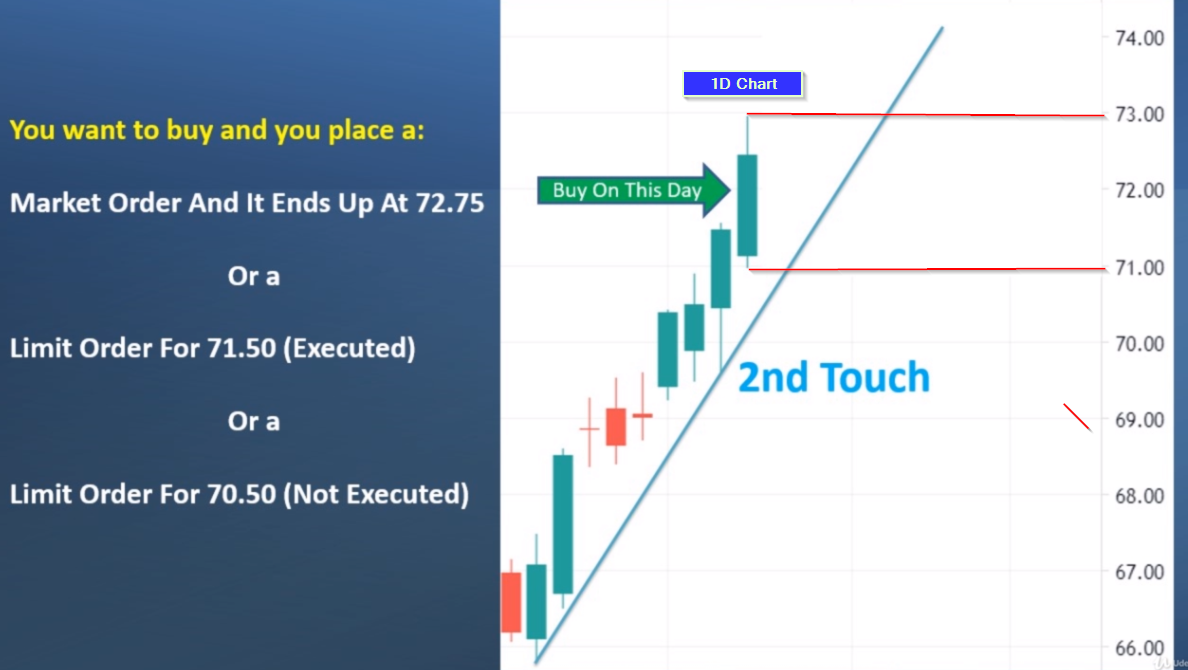 You want to buy and you place a:
Market Order And It Ends Up At 72.75
Or a
Limit Order For 71.50 (Executed)
Or a
Limit Order For 70.50 (Not Executed)
1D Chart
Buy On This Day
2nd Touch
74.00
73.00
72.00
71.00
70.00
69.00
68.00
67.00
66.00